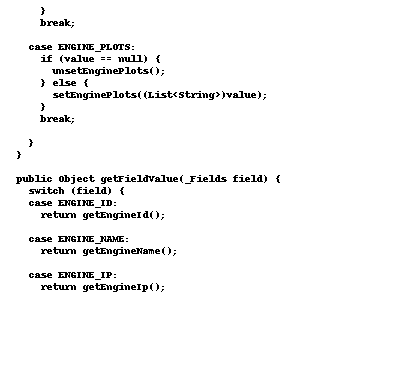 }
break;
case ENGINE_PLOTS:
if (value == null) {
unsetEnginePlots();
} else {
setEnginePlots((List<String>)value);
}
break;
}
}
public Object getFieldValue(_Fields field) {
switch (field) {
case ENGINE_ID:
return getEngineId();
case ENGINE_NAME:
return getEngineName();
case ENGINE_IP:
return getEngineIp();